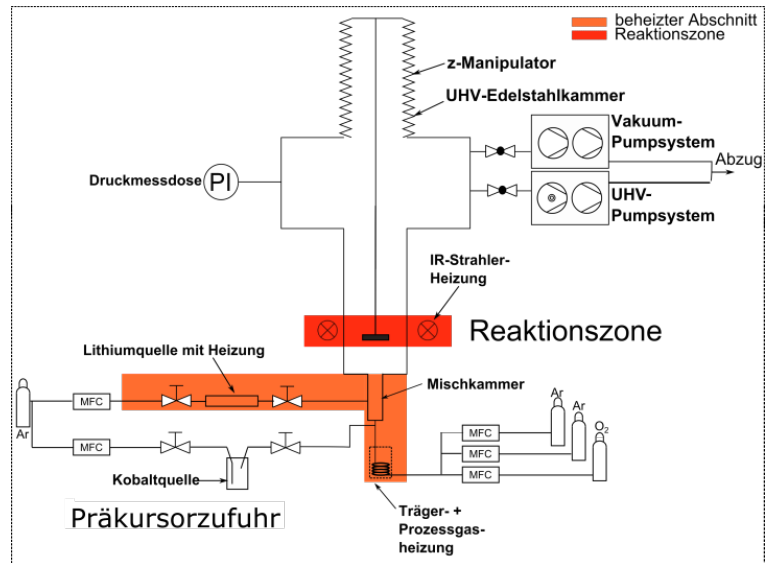 beheizter Abschnitt
Reaktionszone
z-Manipulator
UHV-Edelstahlkammer
Vakuum-
Pumpsystem
Abzug
Druckmessdose
PI
UHV-
Pumpsystem
IR-Strahler-
Heizung
Reaktionszone
Lithiumquelle mit Heizung
Mischkammer
Ar
Ar
O2
MFC
Ar
MFC
MFC
MFC
MFC
Kobaltquelle
Präkursorzufuhr
Träger- +
Prozessgas-
heizung